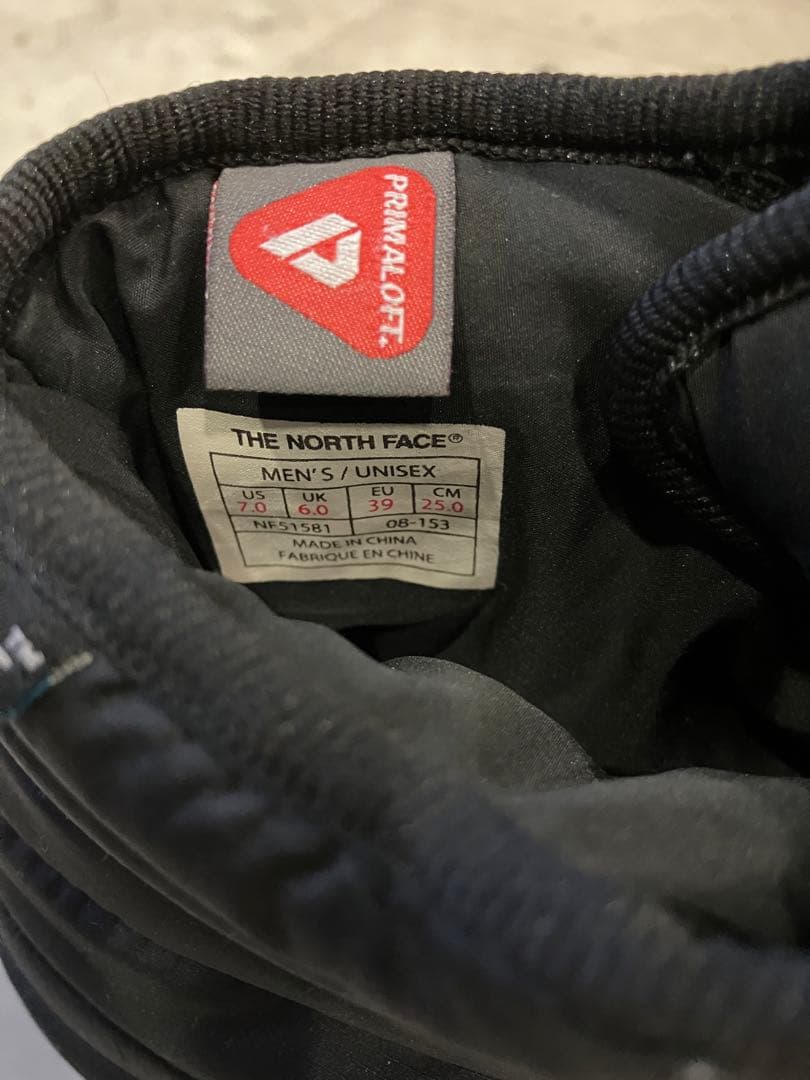 PRIMALOFT.
THE NORTH FACE®
MEN'S / UNISEX
US UK EU CM
7.0 6.0 39 25.0
NF51581 08-153
MADE IN CHINA
FABRIQUE EN CHINE